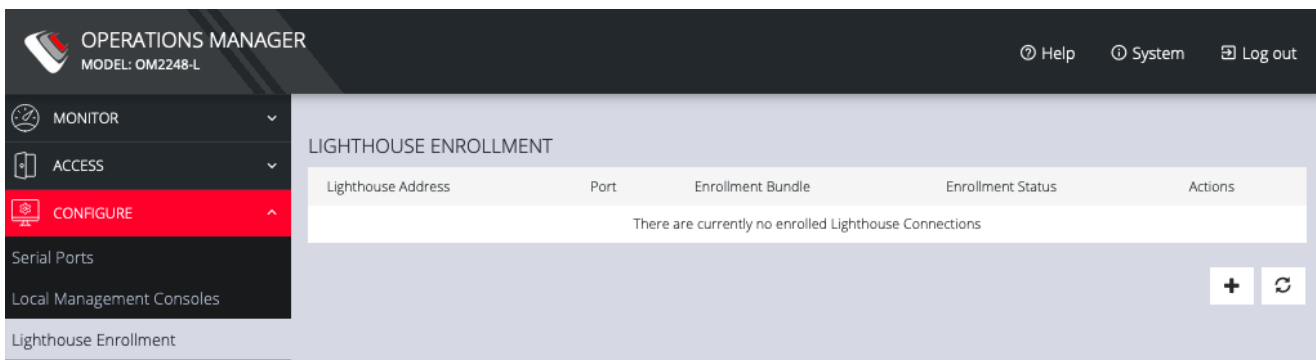 OPERATIONS MANAGER
MODEL: OM2248-L
Help System Log out
MONITOR
ACCESS
CONFIGURE
Serial Ports
Local Management Consoles
Lighthouse Enrollment
LIGHTHOUSE ENROLLMENT
Lighthouse Address Port Enrollment Bundle Enrollment Status Actions
There are currently no enrolled Lighthouse Connections